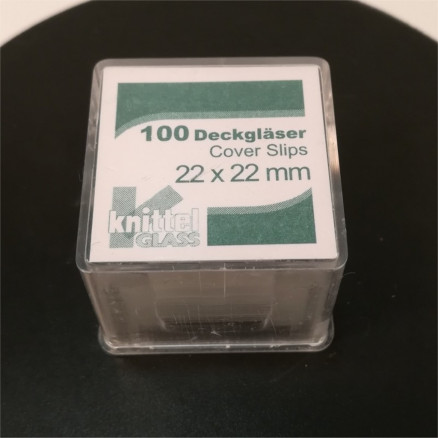 100 Deckgläser
Cover Slips
22 x 22 mm
knittel
GLASS